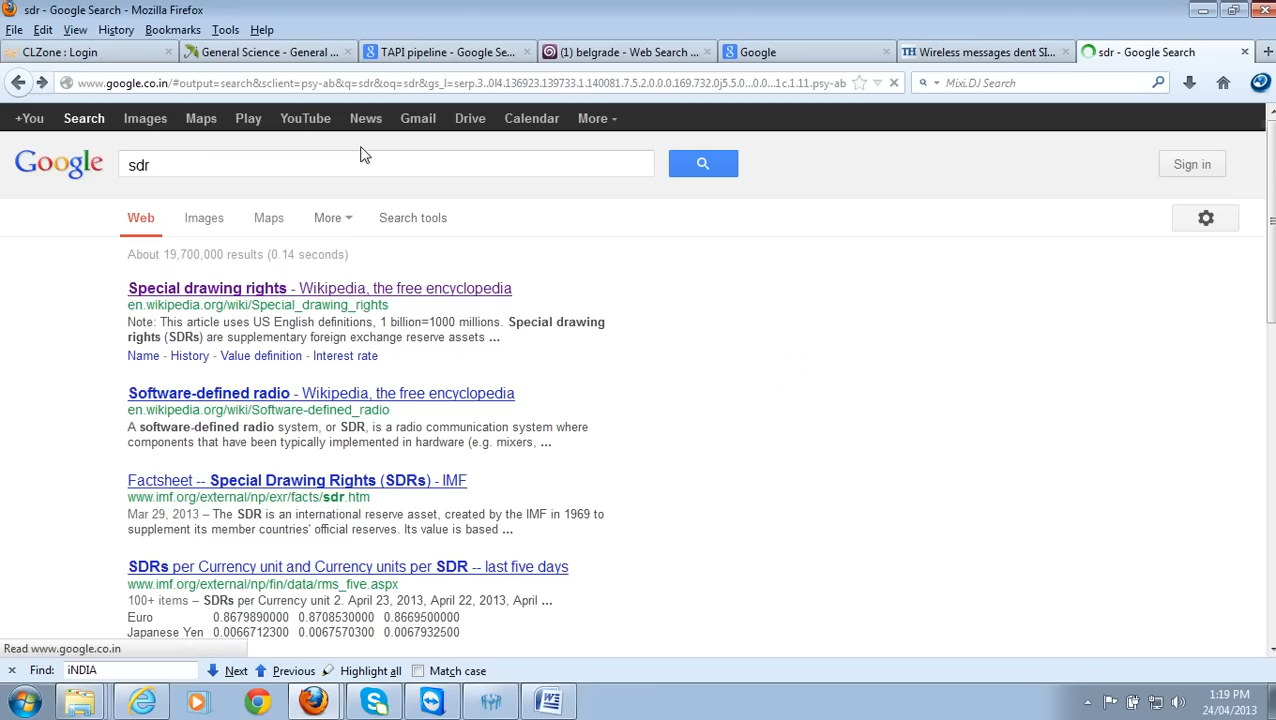 sdr - Google Search - Mozilla Firefox
File Edit View History Bookmarks Tools Help
CLZone : Login
General Science - General ...
TAPI pipeline - Google Se...
(1) belgrade - Web Search ...
Google
TH Wireless messages dent SI...
sdr - Google Search
www.google.co.in/#output=search&sclient=psy-ab&q=sdr&oq=sdr&gs_l=serp.3..0l4.136923.139733.1.140081.7.5.2.0.0.0.169.732.0j5.5.0...0.0...1c.1.11.psy-ab
Mixi.DJ Search
+You Search Images Maps Play YouTube News Gmail Drive Calendar More
Google
sdr
Sign in
Web Images Maps More Search tools
About 19,700,000 results (0.14 seconds)
Special drawing rights - Wikipedia, the free encyclopedia
en.wikipedia.org/wiki/Special_drawing_rights
Note: This article uses US English definitions, 1 billion=1000 millions. Special drawing
rights (SDRs) are supplementary foreign exchange reserve assets ...
Name - History - Value definition - Interest rate
Software-defined radio - Wikipedia, the free encyclopedia
en.wikipedia.org/wiki/Software-defined_radio
A software-defined radio system, or SDR, is a radio communication system where
components that have been typically implemented in hardware (e.g. mixers, ...
Factsheet -- Special Drawing Rights (SDRs) - IMF
www.imf.org/external/np/exr/facts/sdr.htm
Mar 29, 2013 – The SDR is an international reserve asset, created by the IMF in 1969 to
supplement its member countries' official reserves. Its value is based ...
SDRs per Currency unit and Currency units per SDR -- last five days
www.imf.org/external/np/fin/data/rms_five.aspx
100+ items – SDRs per Currency unit 2. April 23, 2013, April 22, 2013, April ...
Euro 0.8679890000 0.8708530000 0.8669500000
Japanese Yen 0.0066712300 0.0067570300 0.0067932500
Read www.google.co.in
Find: iNDIA Next Previous Highlight all Match case
1:19 PM
24/04/2013